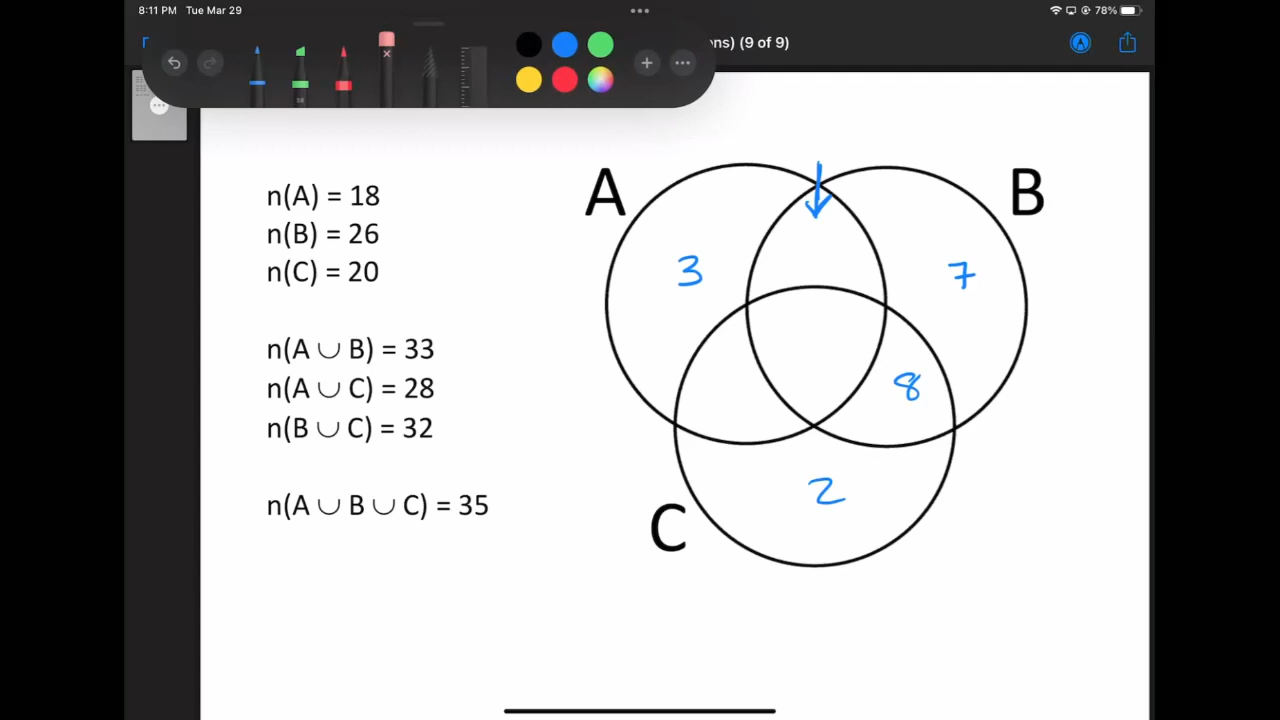 8:11 PM Tue Mar 29
78%
ns) (9 of 9)
A
B
n(A) = 18
n(B) = 26
n(C) = 20
3
7
n(A ∪ B) = 33
n(A ∪ C) = 28
n(B ∪ C) = 32
8
n(A ∪ B ∪ C) = 35
2
C